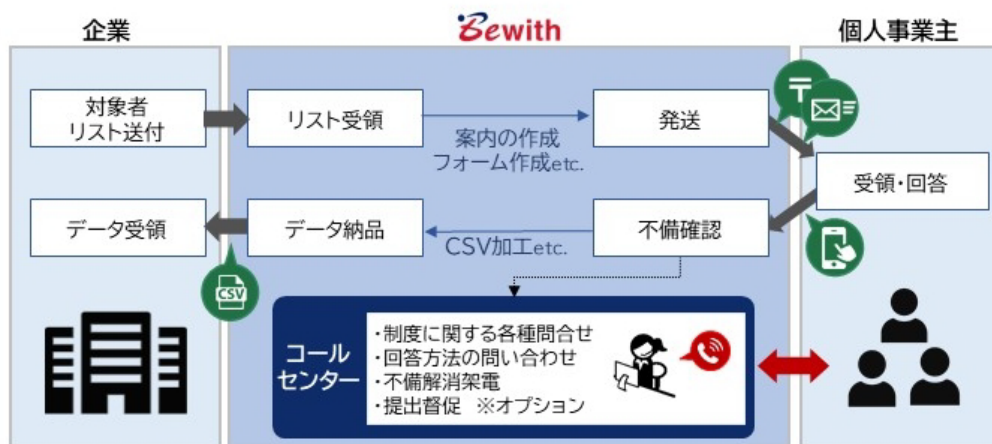 企業
Bewith
個人事業主
対象者
リスト送付
リスト受領
案内の作成
フォーム作成etc.
発送
受領・回答
データ受領
データ納品
CSV加工etc.
不備確認
CSV
コール
センター
・制度に関する各種問合せ
・回答方法の問い合わせ
・不備解消架電
・提出督促 ※オプション